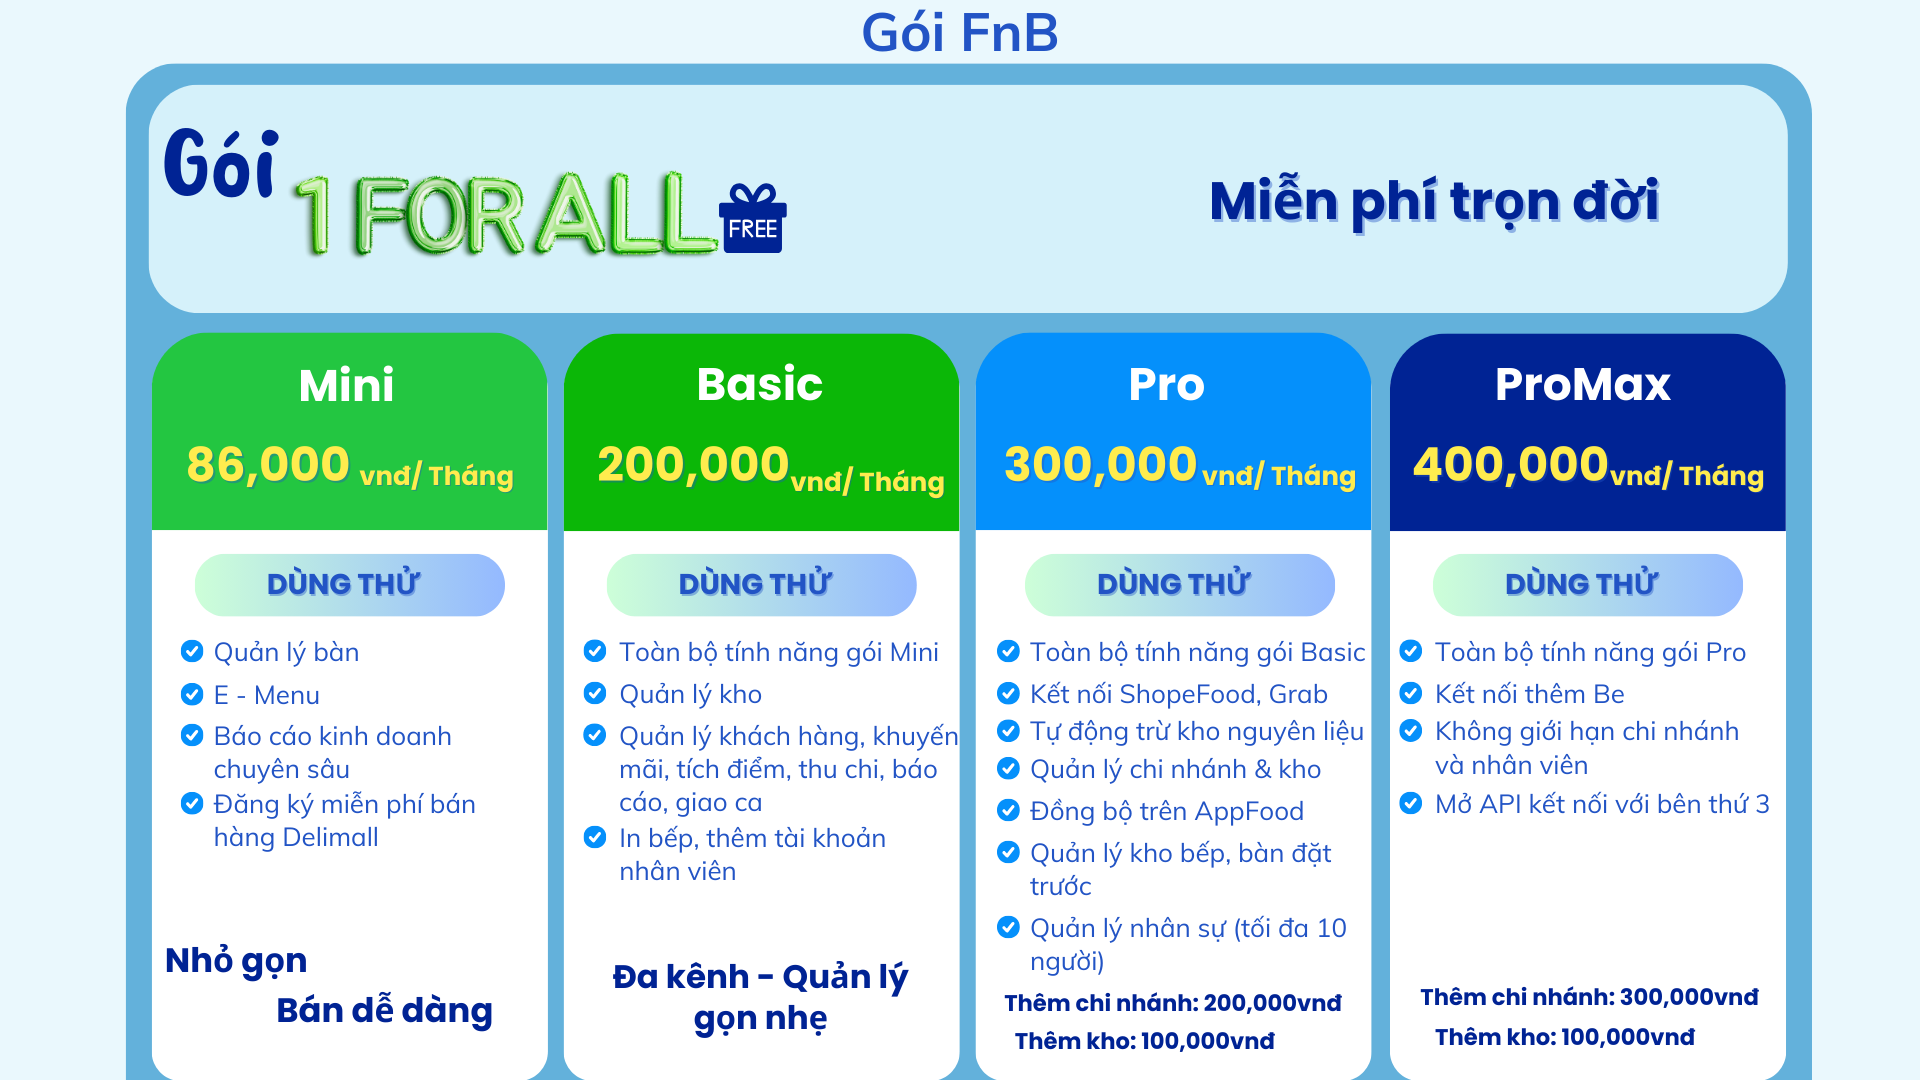 Gói FnB
Gói
1 FOR ALL
FREE
Miễn phí trọn đời
Mini
86,000 vnđ/ Tháng
DÙNG THỬ
Quản lý bàn
E - Menu
Báo cáo kinh doanh
chuyên sâu
Đăng ký miễn phí bán
hàng Delimall
Nhỏ gọn
Bán dễ dàng
Basic
200,000vnđ/ Tháng
DÙNG THỬ
Toàn bộ tính năng gói Mini
Quản lý kho
Quản lý khách hàng, khuyến
mãi, tích điểm, thu chi, báo
cáo, giao ca
In bếp, thêm tài khoản
nhân viên
Đa kênh - Quản lý
gọn nhẹ
Pro
300,000vnđ/ Tháng
DÙNG THỬ
Toàn bộ tính năng gói Basic
Kết nối ShopeFood, Grab
Tự động trừ kho nguyên liệu
Quản lý chi nhánh & kho
Đồng bộ trên AppFood
Quản lý kho bếp, bàn đặt
trước
Quản lý nhân sự (tối đa 10
người)
Thêm chi nhánh: 200,000vnđ
Thêm kho: 100,000vnđ
ProMax
400,000vnđ/ Tháng
DÙNG THỬ
Toàn bộ tính năng gói Pro
Kết nối thêm Be
Không giới hạn chi nhánh
và nhân viên
Mở API kết nối với bên thứ 3
Thêm chi nhánh: 300,000vnđ
Thêm kho: 100,000vnđ